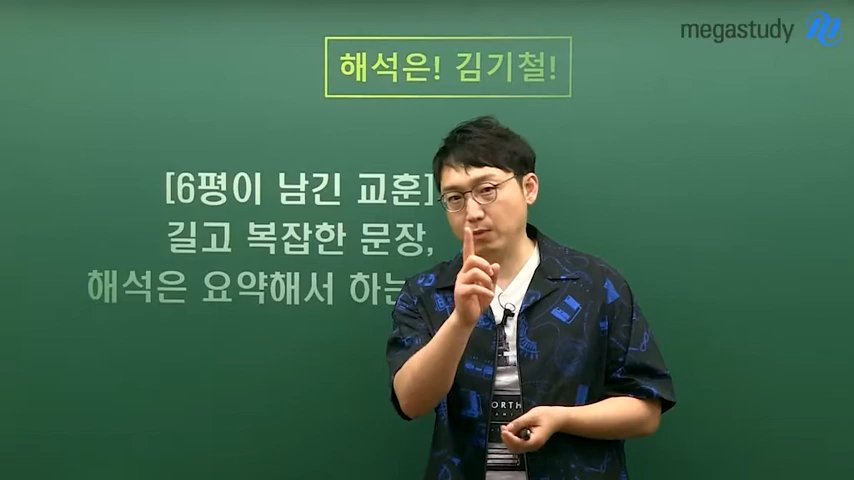 megastudy
해석은! 김기철!
[6평이 남긴 교훈]
길고 복잡한 문장,
해석은 요약해서 하는
ORTH